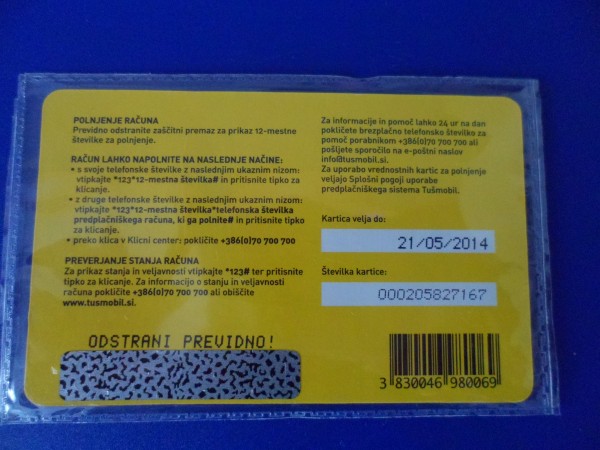 POLNJENJE RAČUNA
Previdno odstranite zaščitni premaz za prikaz 12-mestne
številke za polnjenje.
RAČUN LAHKO NAPOLNITE NA NASLEDNJE NAČINE:
• s svoje telefonske številke z naslednjim ukaznim nizom:
vtipkajte *123*12-mestna številka# in pritisnite tipko za
klicanje.
• z druge telefonske številke z naslednjim ukaznim nizom:
vtipkajte *123*12-mestna številka*telefonska številka
predplačniškega računa, ki ga polnite# in pritisnite tipko
za klicanje.
• preko klica v Klicni center: pokličite +386(0)70 700 700
PREVERJANJE STANJA RAČUNA
Za prikaz stanja in veljavnosti vtipkajte *123# ter pritisnite
tipko za klicanje. Za informacijo o stanju in veljavnosti
računa pokličite +386(0)70 700 700 ali obiščite
www.tusmobil.si.
ODSTRANI PREVIDNO!
Za informacije in pomoč lahko 24 ur na dan
pokličete brezplačno telefonsko številko za
pomoč porabnikom +386(0)70 700 700 ali
pošljete sporočilo na e-poštni naslov
info@tusmobil.si.
Za uporabo vrednostnih kartic za polnjenje
veljajo Splošni pogoji uporabe
predplačniškega sistema Tušmobil.
Kartica velja do:
21/05/2014
Številka kartice:
000205827167
3 830046 980069